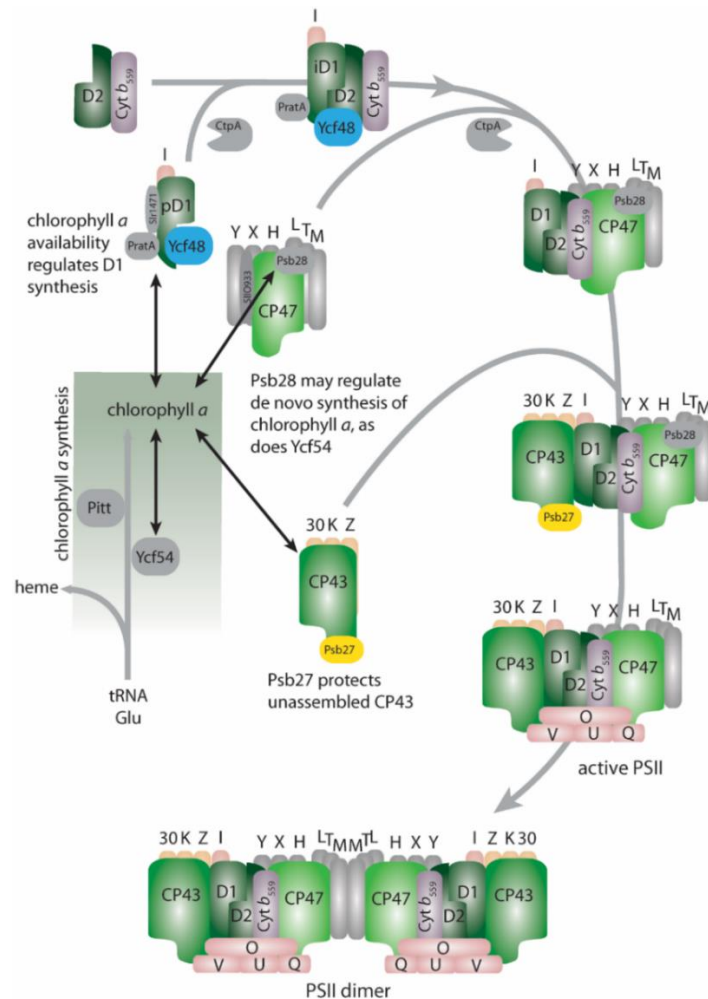 I
iD1
D2
Cyt b559
PratA
D2
Cyt b559
Ycf48
CtpA
CtpA
I
pD1
Slr1471
PratA
Ycf48
chlorophyll a
availability
regulates D1
synthesis
Y X H LTM
Psb28
Sll0933
CP47
I Y X H LTM
Psb28
D1
D2
Cyt b559
CP47
Psb28 may regulate
de novo synthesis of
chlorophyll a, as
does Ycf54
chlorophyll a synthesis
chlorophyll a
Pitt
Ycf54
heme
tRNA
Glu
30 K Z
CP43
Psb27
Psb27 protects
unassembled CP43
30 K Z I Y X H LTM
Psb28
CP43
D1
D2
Cyt b559
CP47
Psb27
30 K Z I Y X H LTM
CP43
D1
D2
Cyt b559
CP47
O
V U Q
active PSII
30 K Z I Y X H LTMMTL H X Y I Z K 30
CP43 D1 D2 Cyt b559 CP47 CP47 Cyt b559 D2 D1 CP43
O O
V U Q Q U V
PSII dimer